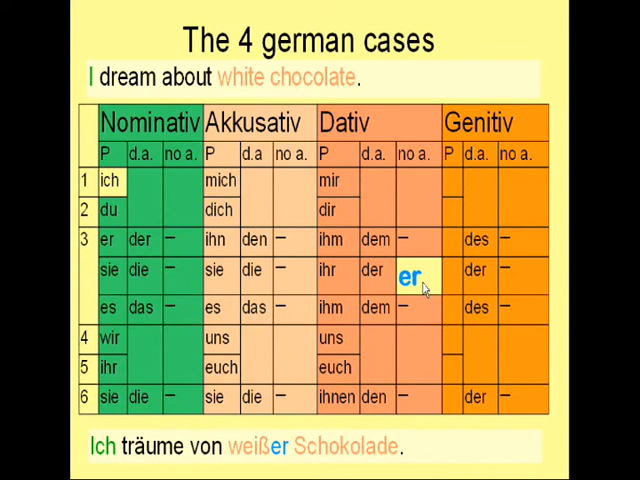 The 4 german cases
I dream about white chocolate.
Nominativ Akkusativ Dativ Genitiv
P d.a. no a. P d.a no a. P d.a. no a. P d.a. no a.
1 ich mich mir
2 du dich dir
3 er der – ihn den – ihm dem – des –
sie die – sie die – ihr der er der –
es das – es das – ihm dem – des –
4 wir uns uns
5 ihr euch euch
6 sie die – sie die – ihnen den – der –
Ich träume von weißer Schokolade.